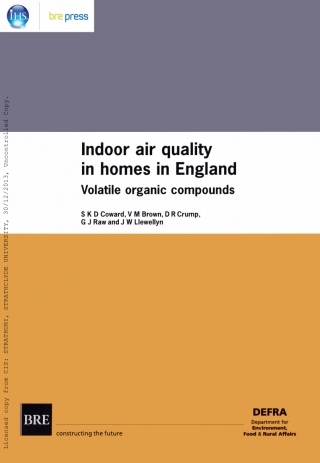 IHS
bre press
Indoor air quality
in homes in England
Volatile organic compounds
S K D Coward, V M Brown, D R Crump,
G J Raw and J W Llewellyn
Licensed copy from CIS: STRATHUNI, STRATHCLYDE UNIVERSITY, 30/12/2013, Uncontrolled Copy.
BRE
constructing the future
DEFRA
Department for
Environment,
Food & Rural Affairs